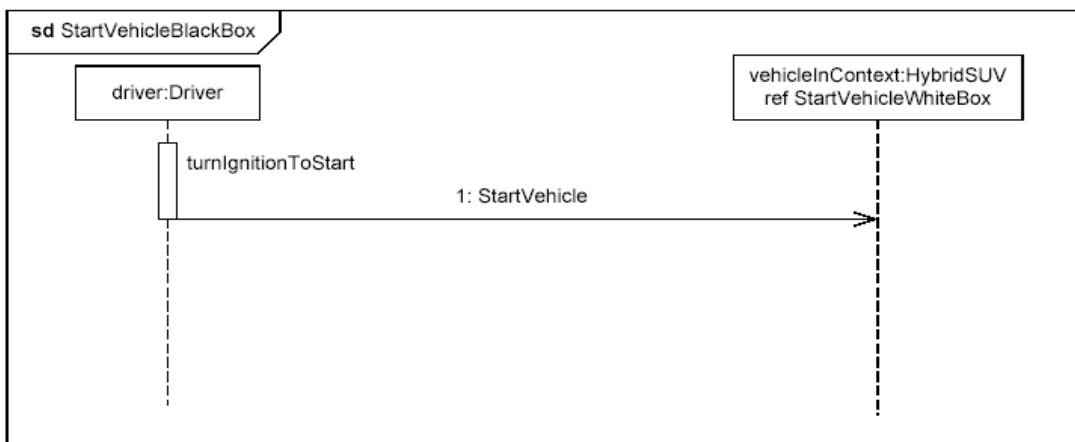 sd StartVehicleBlackBox
driver:Driver
vehicleInContext:HybridSUV
ref StartVehicleWhiteBox
turnIgnitionToStart
1: StartVehicle